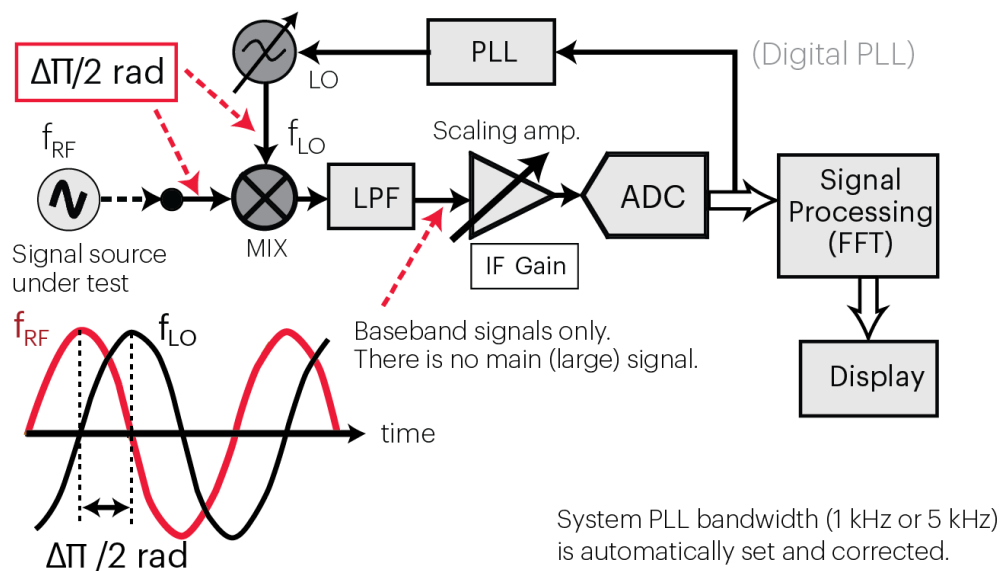 ΔΠ/2 rad
LO
PLL
(Digital PLL)
fRF
fLO
Scaling amp.
MIX
LPF
ADC
Signal
Processing
(FFT)
Signal source
under test
IF Gain
Baseband signals only.
There is no main (large) signal.
Display
fRF
fLO
time
ΔΠ /2 rad
System PLL bandwidth (1 kHz or 5 kHz)
is automatically set and corrected.